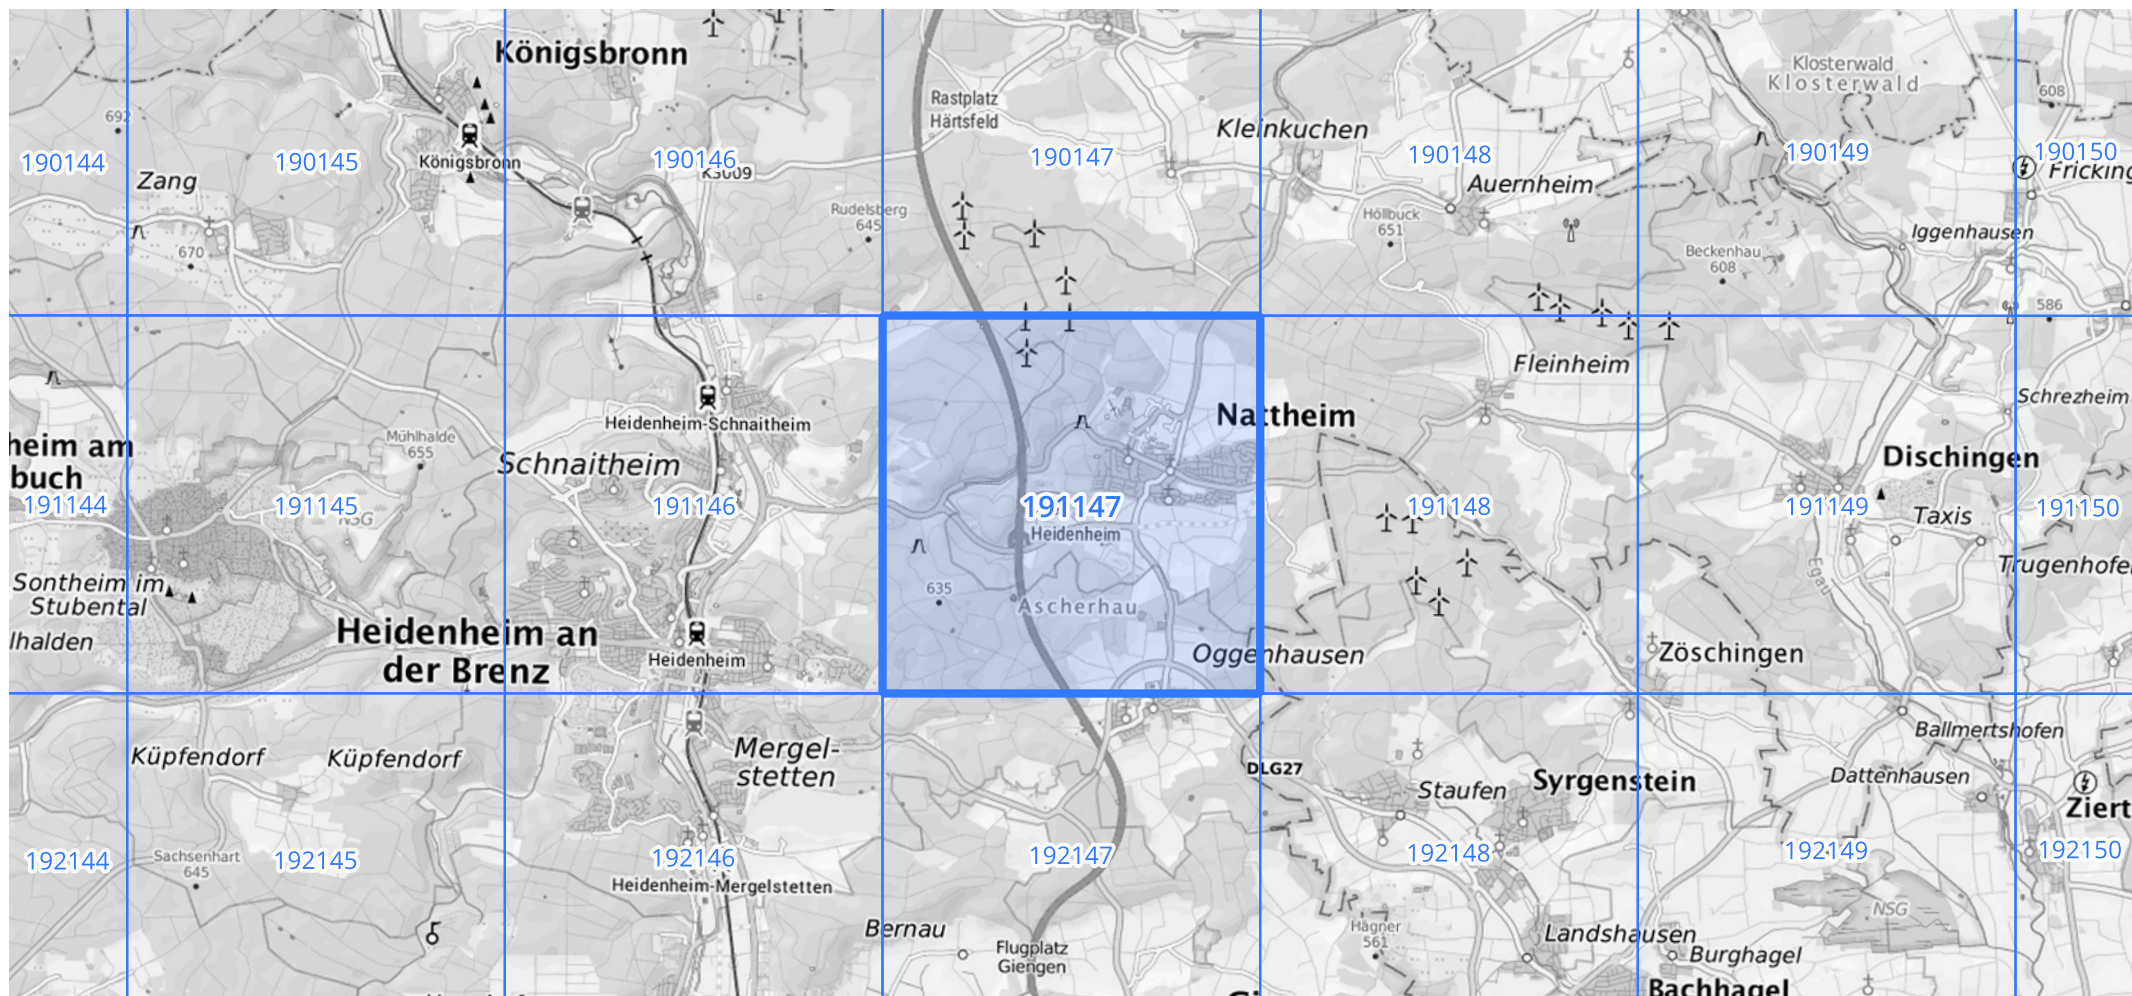 Königsbronn
Klosterwald
Klosterwald
692
Rastplatz
Härtsfeld
608
Kleinkuchen
190144
190145
Königsbronn
190146
K3009
190147
190148
190149
190150
Zang
Auernheim
Fricking
Rudelsberg
645
Höllbuck
651
Iggenhausen
670
Beckenhau
608
586
Fleinheim
Heidenheim-Schnaitheim
Nattheim
Schrezheim
heim am
buch
Mühlhalde
655
Schnaitheim
Dischingen
191144
191145
NSG
191146
191147
191148
191149
191150
Heidenheim
Taxis
Trugenhofe
Sontheim im
Stubental
635
Ascherhau
Egau
lhalden
Heidenheim an
der Brenz
Heidenheim
Oggenhausen
Zöschingen
Küpfendorf
Küpfendorf
Mergel-
stetten
DLG27
Ballmertshofen
Staufen
Syrgenstein
Dattenhausen
Ziert
192144
Sachsenhart
645
192145
192146
192147
192148
192149
192150
Heidenheim-Mergelstetten
Bernau
Flugplatz
Giengen
Hagner
561
NSG
Landshausen
Burghagel
Bachhagel